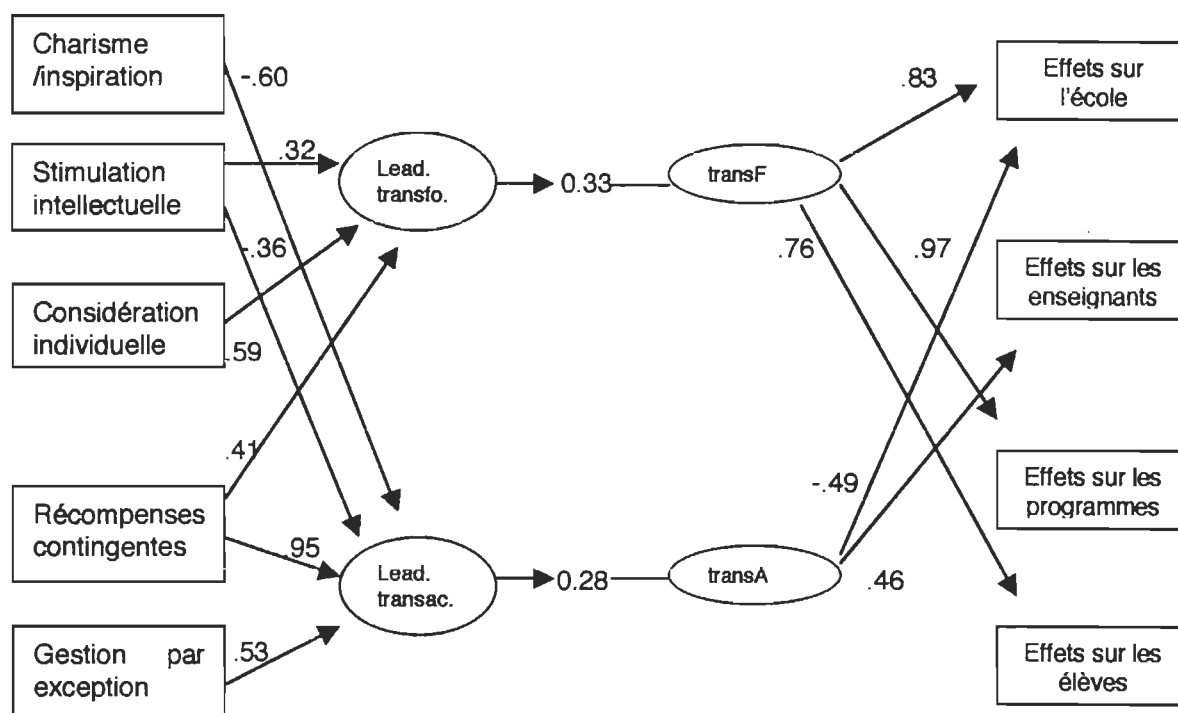 Charisme
/inspiration
Stimulation
intellectuelle
Considération
individuelle
Récompenses
contingentes
Gestion par
exception
-.60
.32
-.36
.59
.41
.95
.53
Lead.
transfo.
Lead.
transac.
0.33
0.28
transF
transA
.83
.97
.76
-.49
.46
Effets sur
l'école
Effets sur les
enseignants
Effets sur les
programmes
Effets sur les
élèves